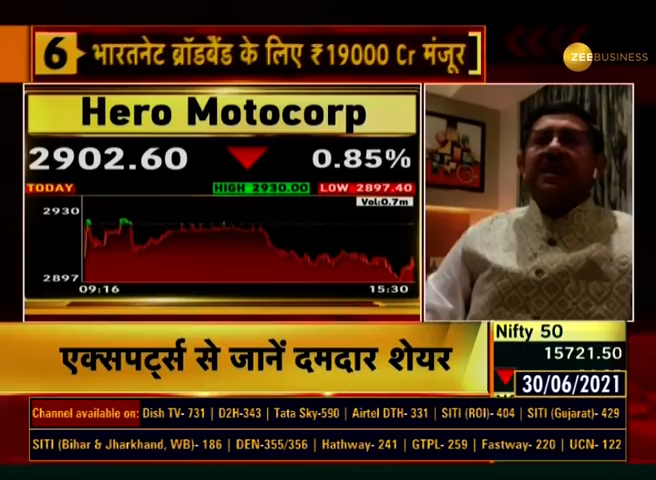 6 भारतनेट ब्रॉडबैंड के लिए ₹19000 Cr मंजूर
ZEEBUSINESS
Hero Motocorp
2902.60 0.85%
TODAY HIGH 2930.00 LOW 2897.40
Vol:0.7m
2930
2897
09:16 15:30
एक्सपर्ट्स से जानें दमदार शेयर
Nifty 50
15721.50
30/06/2021
Channel available on: Dish TV- 731 | D2H-343 | Tata Sky-590 | Airtel DTH- 331 | SITI (ROI)- 404 | SITI (Gujarat)- 429
SITI (Bihar & Jharkhand, WB)- 186 | DEN-355/356 | Hathway- 241 | GTPL- 259 | Fastway- 220 | UCN- 122